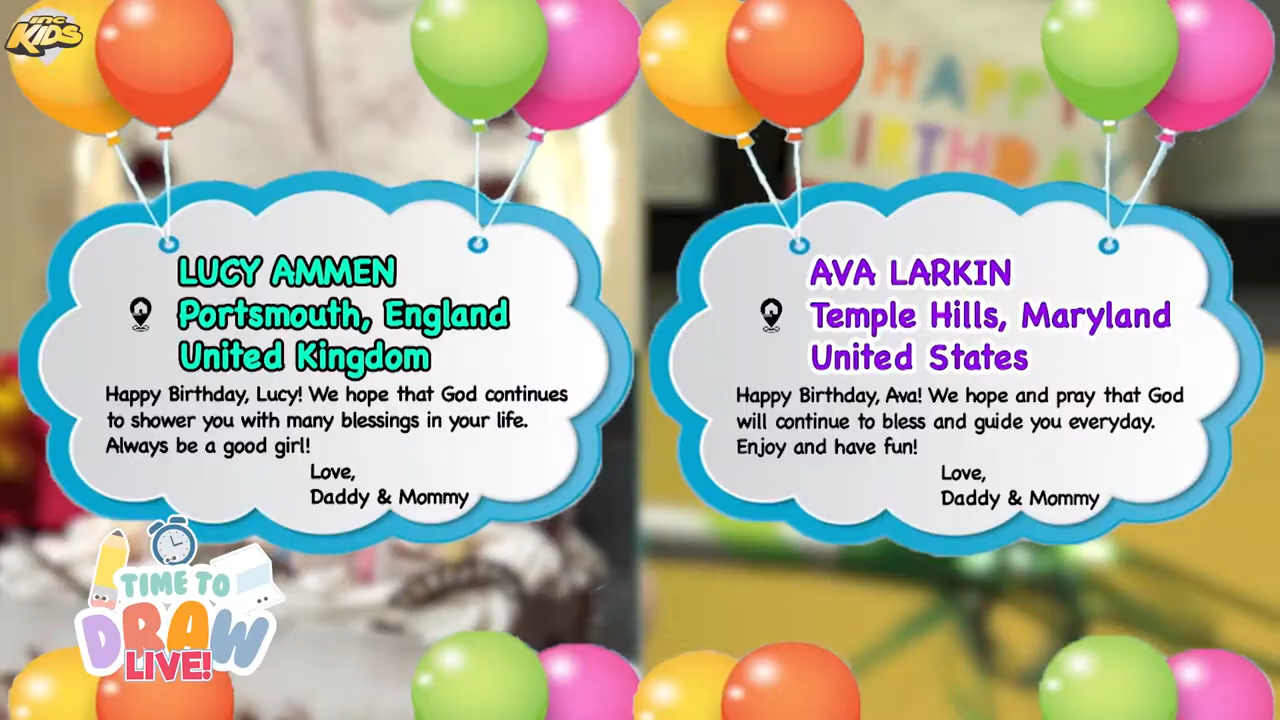 INC
KIDS
HAPPY
BIRTHDAY
LUCY AMMEN
Portsmouth, England
United Kingdom
Happy Birthday, Lucy! We hope that God continues
to shower you with many blessings in your life.
Always be a good girl!
Love,
Daddy & Mommy
AVA LARKIN
Temple Hills, Maryland
United States
Happy Birthday, Ava! We hope and pray that God
will continue to bless and guide you everyday.
Enjoy and have fun!
Love,
Daddy & Mommy
TIME TO
DRAW
LIVE!